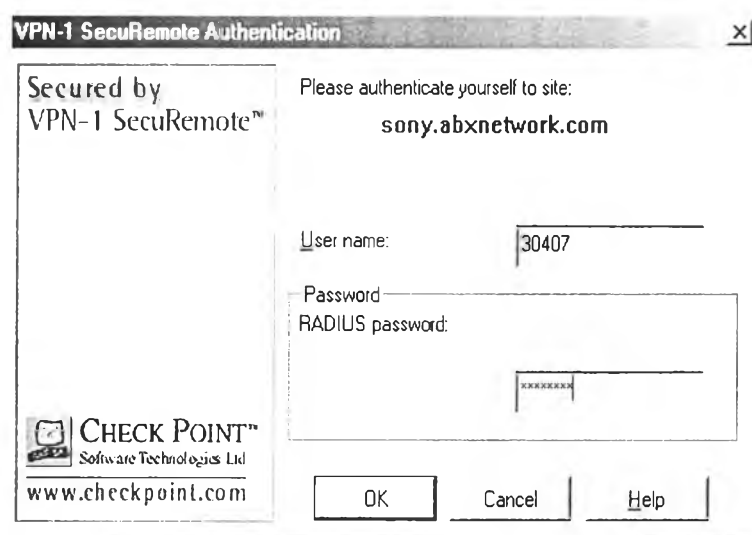 VPN-1 SecuRemote Authentication
Secured by
VPN-1 SecuRemote™
Please authenticate yourself to site:
sony.abxnetwork.com
User name:
30407
Password
RADIUS password:
xxxxxxxx
CHECK POINT™
Software Technologies Ltd
www.checkpoint.com
OK
Cancel
Help